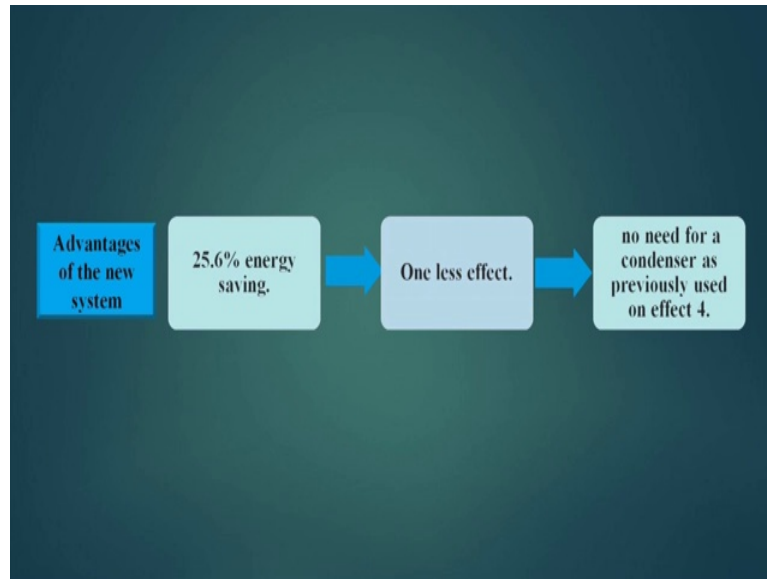 Advantages
of the new
system
25.6% energy
saving.
One less effect.
no need for a
condenser as
previously used
on effect 4.